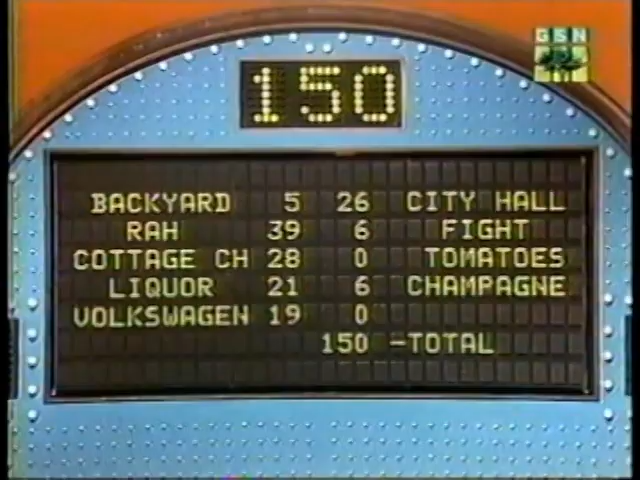 GSN
150
BACKYARD 5 26 CITY HALL
RAH 39 6 FIGHT
COTTAGE CH 28 0 TOMATOES
LIQUOR 21 6 CHAMPAGNE
VOLKSWAGEN 19 0
150 -TOTAL